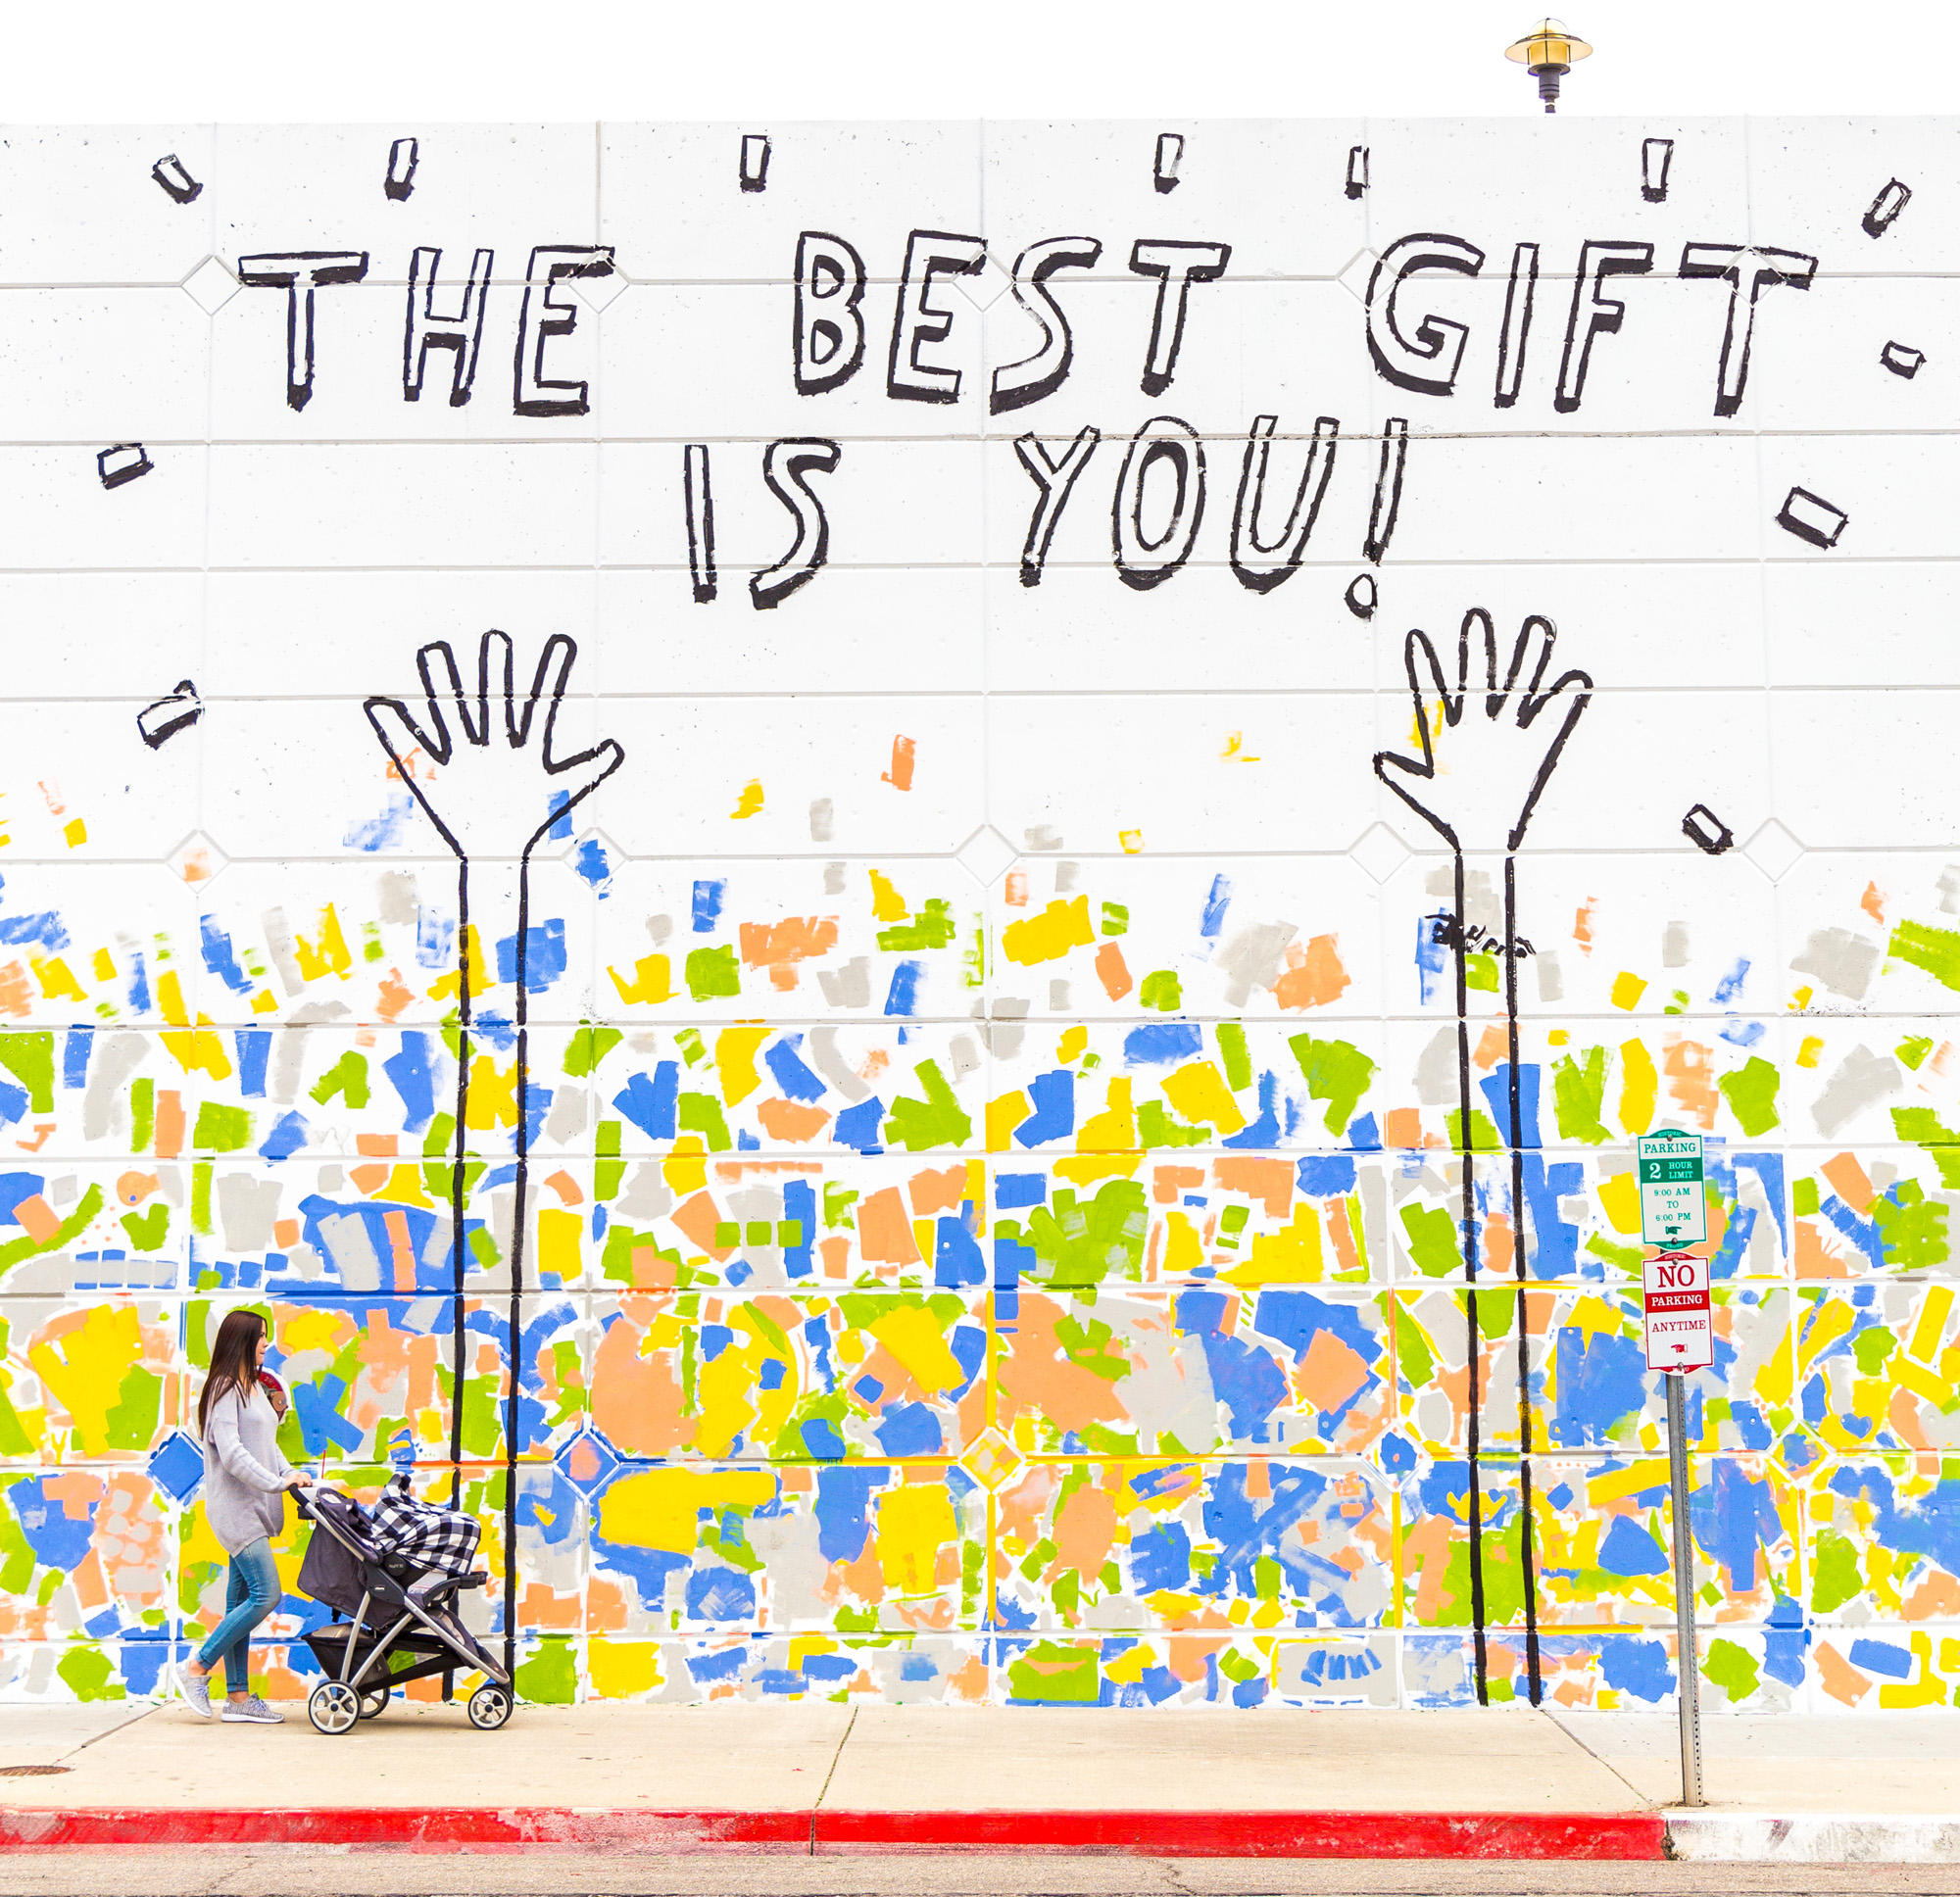 THE BEST GIFT
IS YOU!
PARKING
2 HOUR
LIMIT
9:00 AM
TO
6:00 PM
NO
PARKING
ANYTIME